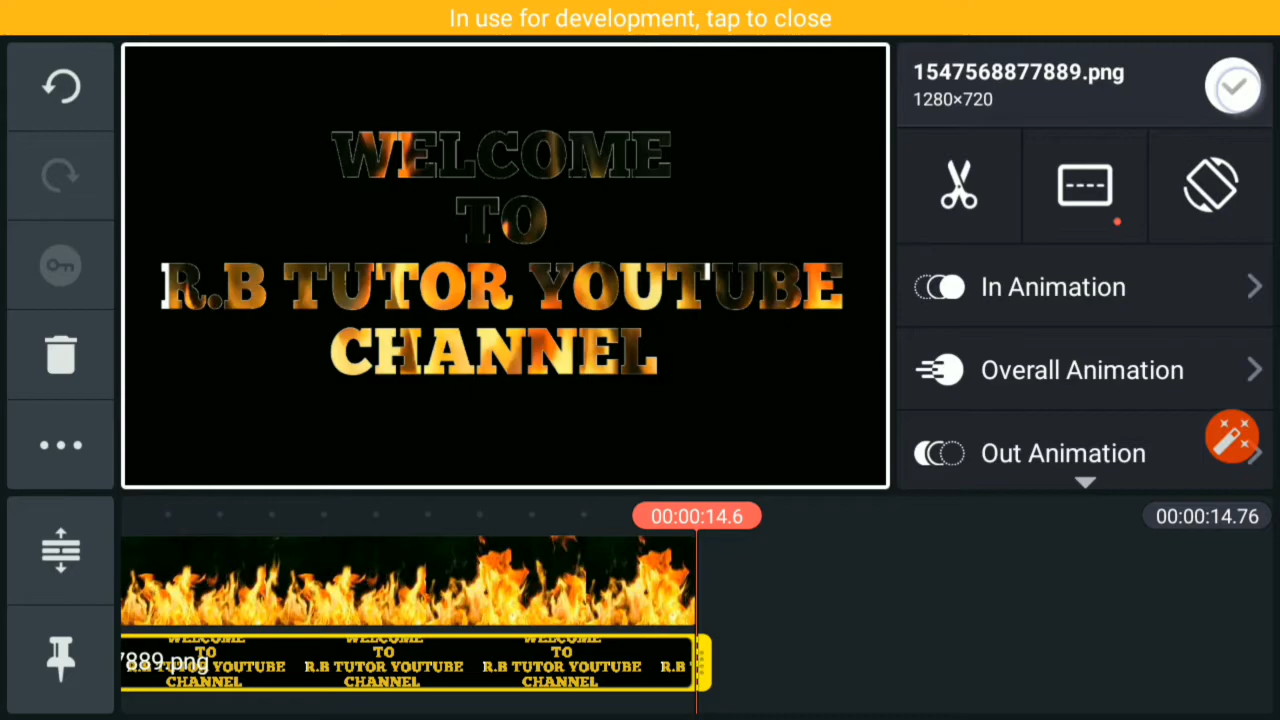 In use for development, tap to close
1547568877889.png
1280×720
WELCOME
TO
R.B TUTOR YOUTUBE
CHANNEL
In Animation
Overall Animation
Out Animation
00:00:14.6
00:00:14.76
7889.png
WELCOME WELCOME WELCOME
TO TO TO
R.B TUTOR YOUTUBE R.B TUTOR YOUTUBE R.B TUTOR YOUTUBE R.B
CHANNEL CHANNEL CHANNEL